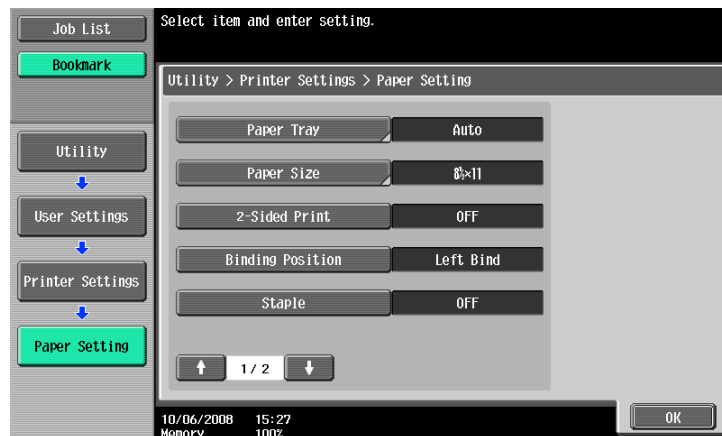 Job List
Bookmark
Utility
User Settings
Printer Settings
Paper Setting
Select item and enter setting.
Utility > Printer Settings > Paper Setting
Paper Tray Auto
Paper Size 8½×11
2-Sided Print OFF
Binding Position Left Bind
Staple OFF
1/ 2
10/06/2008 15:27
Memory 100%
OK